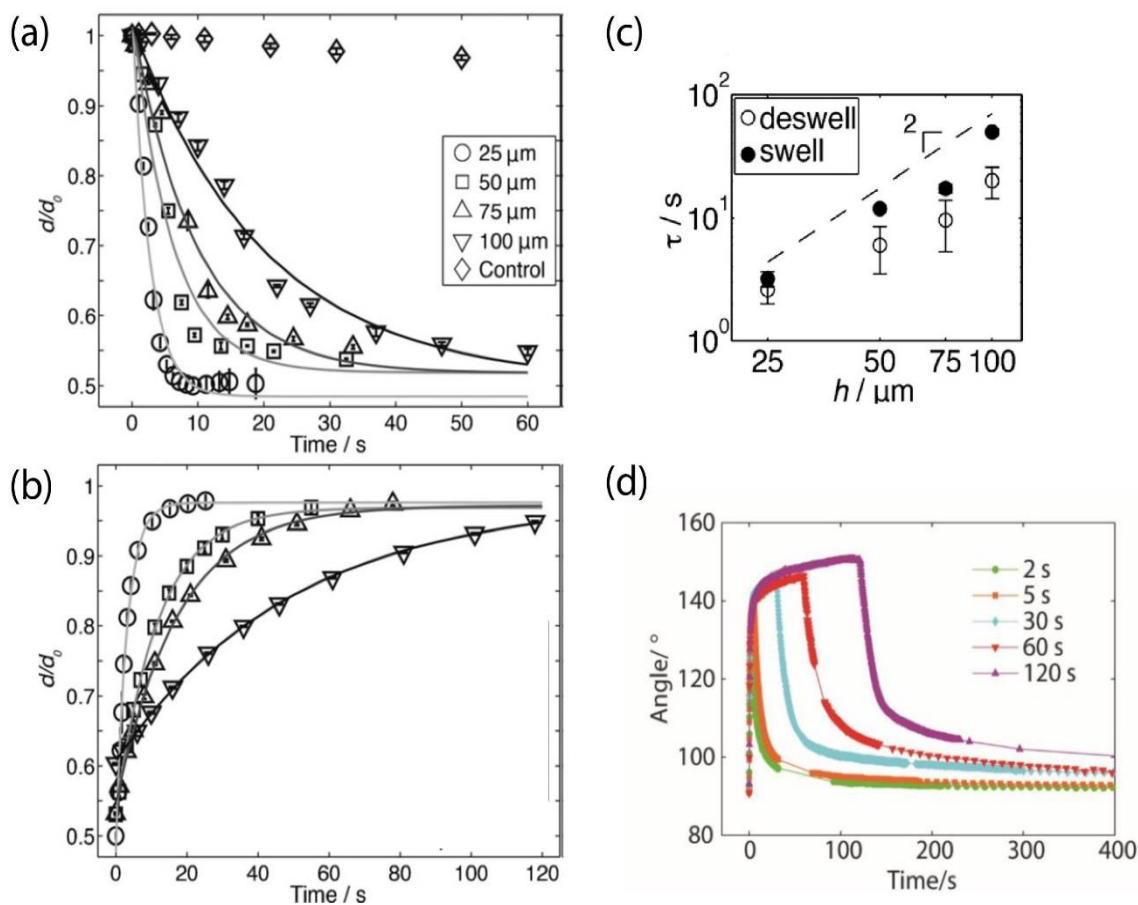 (a)
1
0.9
0.8
0.7
0.6
0.5
d/d0
0 10 20 30 40 50 60
Time / s
25 µm
50 µm
75 µm
100 µm
Control
(c)
10²
10¹
10⁰
τ / s
deswell
swell
2
25 50 75 100
h / µm
(b)
1
0.9
0.8
0.7
0.6
0.5
d/d0
0 20 40 60 80 100 120
Time / s
(d)
160
140
120
100
80
Angle/ °
2 s
5 s
30 s
60 s
120 s
0 100 200 300 400
Time/s